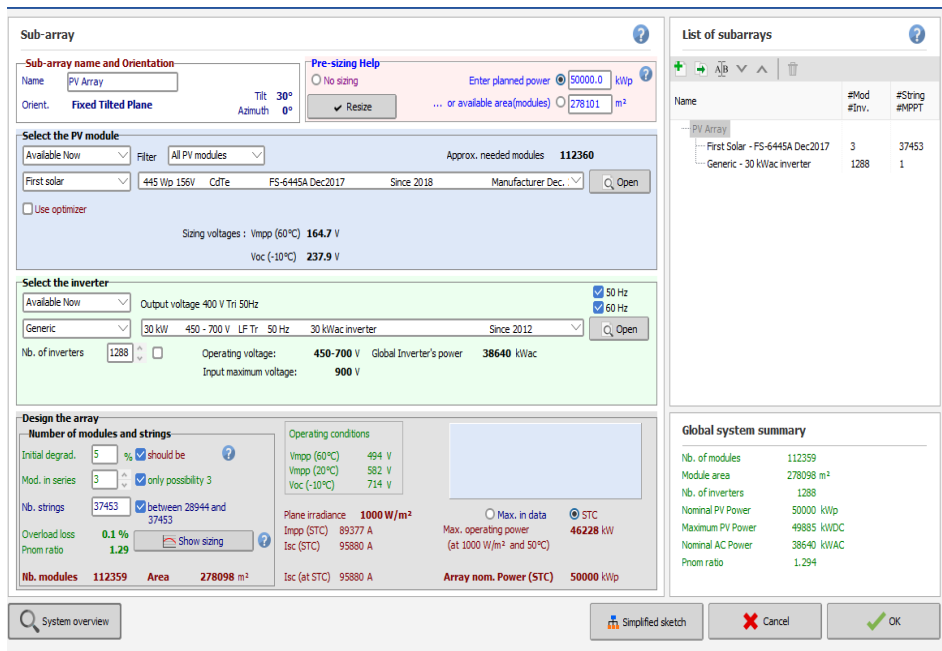 Sub-array
Sub-array name and Orientation
Name PV Array
Orient. Fixed Tilted Plane
Tilt 30°
Azimuth 0°
Pre-sizing Help
No sizing
Enter planned power 50000.0 kWp
Resize
... or available area(modules) 278101 m²
Select the PV module
Available Now Filter All PV modules Approx. needed modules 112360
First solar 445 Wp 156V CdTe FS-6445A Dec2017 Since 2018 Manufacturer Dec. Open
Use optimizer
Sizing voltages : Vmpp (60°C) 164.7 V
Voc (-10°C) 237.9 V
Select the inverter
50 Hz
Available Now Output voltage 400 V Tri 50Hz
60 Hz
Generic 30 kW 450 - 700 V LF Tr 50 Hz 30 kWac inverter Since 2012 Open
Nb. of inverters 1288 Operating voltage: 450-700 V Global Inverter's power 38640 kWac
Input maximum voltage: 900 V
Design the array
Number of modules and strings
Initial degrad. 5 % should be
Mod. in series 3 only possibility 3
Nb. strings 37453 between 28944 and
37453
Overload loss 0.1 %
Pnom ratio 1.29
Show sizing
Nb. modules 112359 Area 278098 m²
Operating conditions
Vmpp (60°C) 494 V
Vmpp (20°C) 582 V
Voc (-10°C) 714 V
Plane irradiance 1000 W/m²
Impp (STC) 89377 A
Isc (STC) 95880 A
Isc (at STC) 95880 A
Max. in data STC
Max. operating power 46228 kW
(at 1000 W/m² and 50°C)
Array nom. Power (STC) 50000 kWp
List of subarrays
Name
#Mod
#Inv.
#String
#MPPT
PV Array
First Solar - FS-6445A Dec2017 3 37453
Generic - 30 kWac inverter 1288 1
Global system summary
Nb. of modules 112359
Module area 278098 m²
Nb. of inverters 1288
Nominal PV Power 50000 kWp
Maximum PV Power 49885 kWDC
Nominal AC Power 38640 kWAC
Pnom ratio 1.294
System overview
Simplified sketch
Cancel
OK